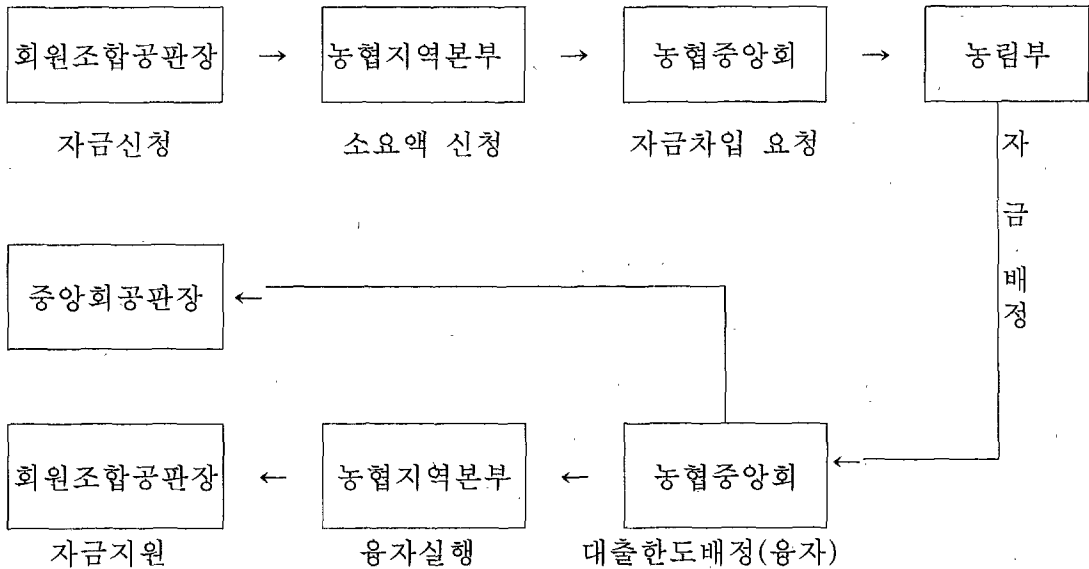 회원조합공판장 → 농협지역본부 → 농협중앙회 → 농림부
자금신청 소요액 신청 자금차입 요청
자금배정
중앙회공판장 ←
회원조합공판장 ← 농협지역본부 ← 농협중앙회 ←
자금지원 융자실행 대출한도배정(융자)